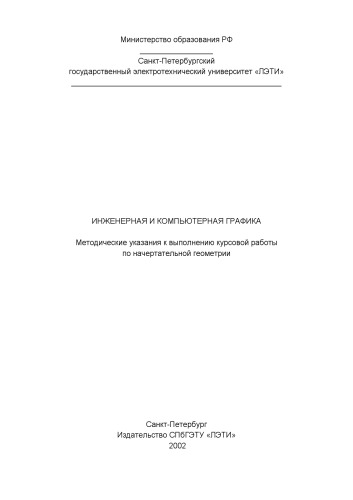 Министерство образования РФ
Санкт-Петербургский
государственный электротехнический университет «ЛЭТИ»
ИНЖЕНЕРНАЯ И КОМПЬЮТЕРНАЯ ГРАФИКА
Методические указания к выполнению курсовой работы
по начертательной геометрии
Санкт-Петербург
Издательство СПбГЭТУ «ЛЭТИ»
2002